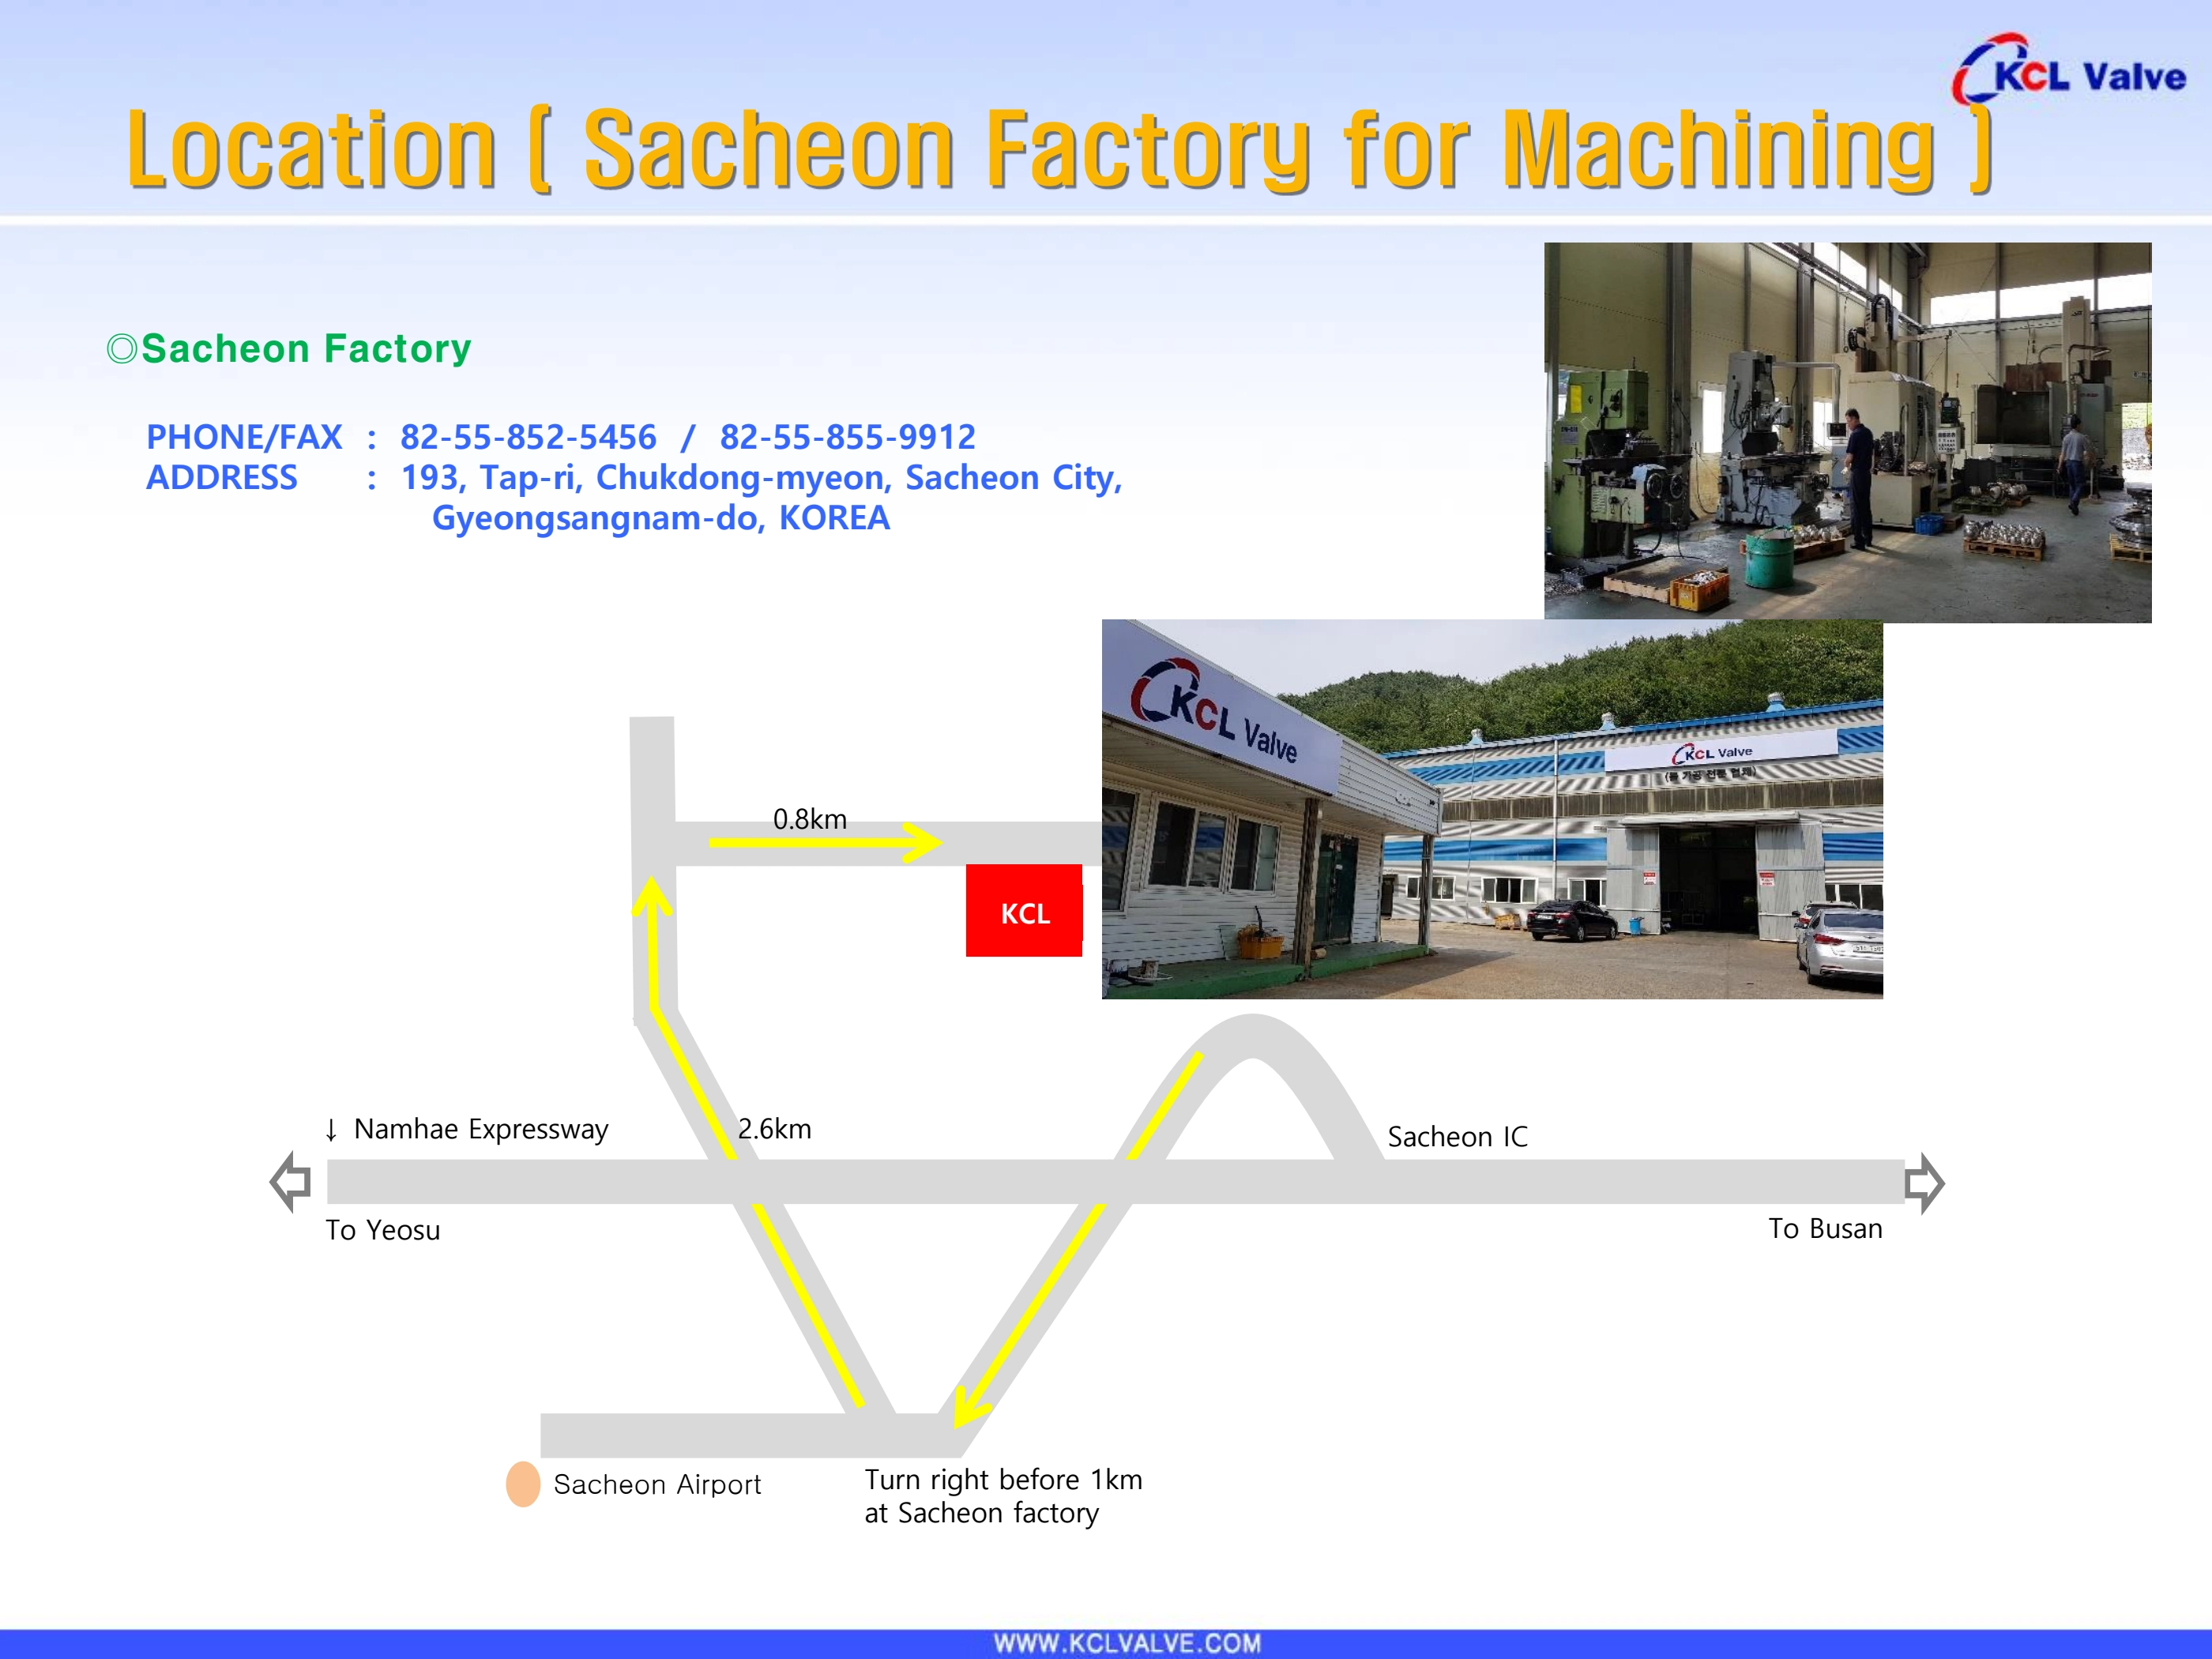 KCL Valve
Location ( Sacheon Factory for Machining )
◎Sacheon Factory
PHONE/FAX : 82-55-852-5456 / 82-55-855-9912
ADDRESS : 193, Tap-ri, Chukdong-myeon, Sacheon City,
Gyeongsangnam-do, KOREA
KCL Valve
KCL Valve
0.8km
KCL
↓ Namhae Expressway
2.6km
Sacheon IC
To Yeosu
To Busan
Sacheon Airport
Turn right before 1km
at Sacheon factory
WWW.KCLVALVE.COM